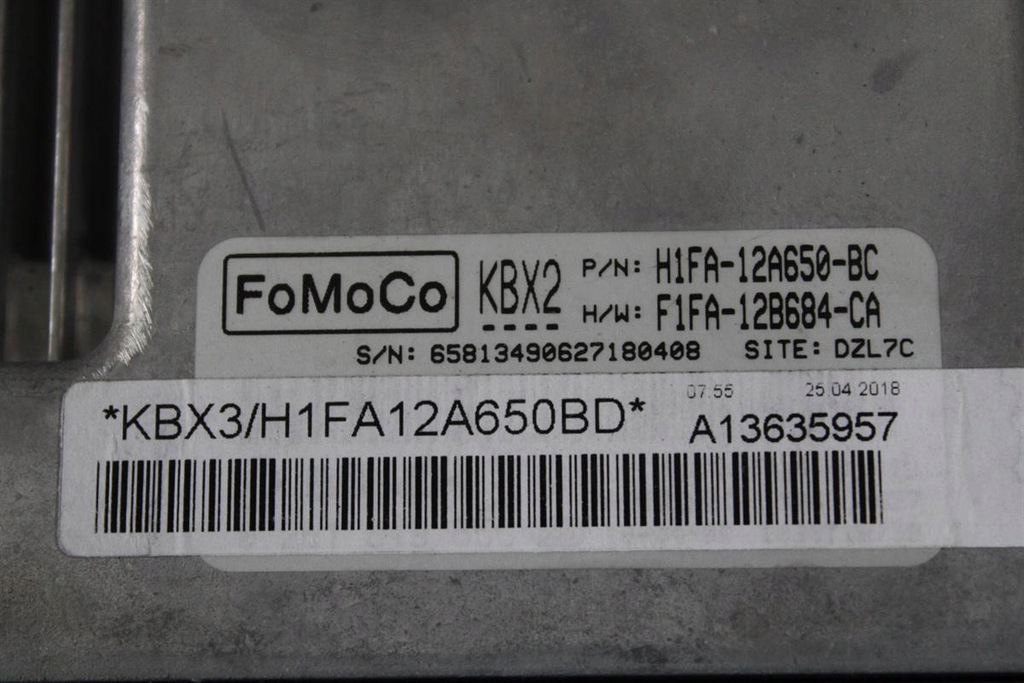 FoMoCo KBX2 P/N: H1FA-12A650-BC
H/W: F1FA-12B684-CA
S/N: 65813490627180408 SITE: DZL7C
07.55 25.04 2018
*KBX3/H1FA12A650BD* A13635957